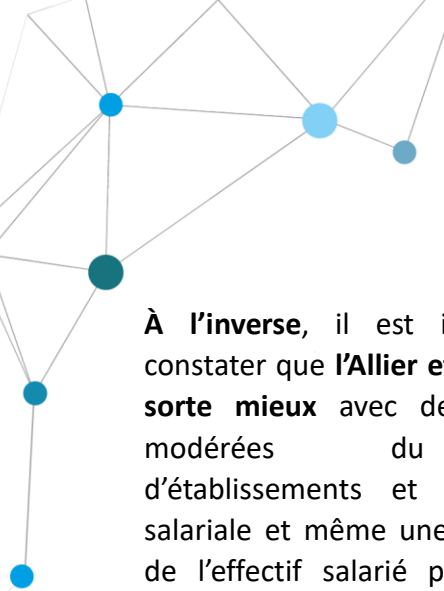 À l’inverse, il est
constater que l’Allier
sorte mieux avec
modérées du
d’établissements et
salariale et même une
de l’effectif salarié